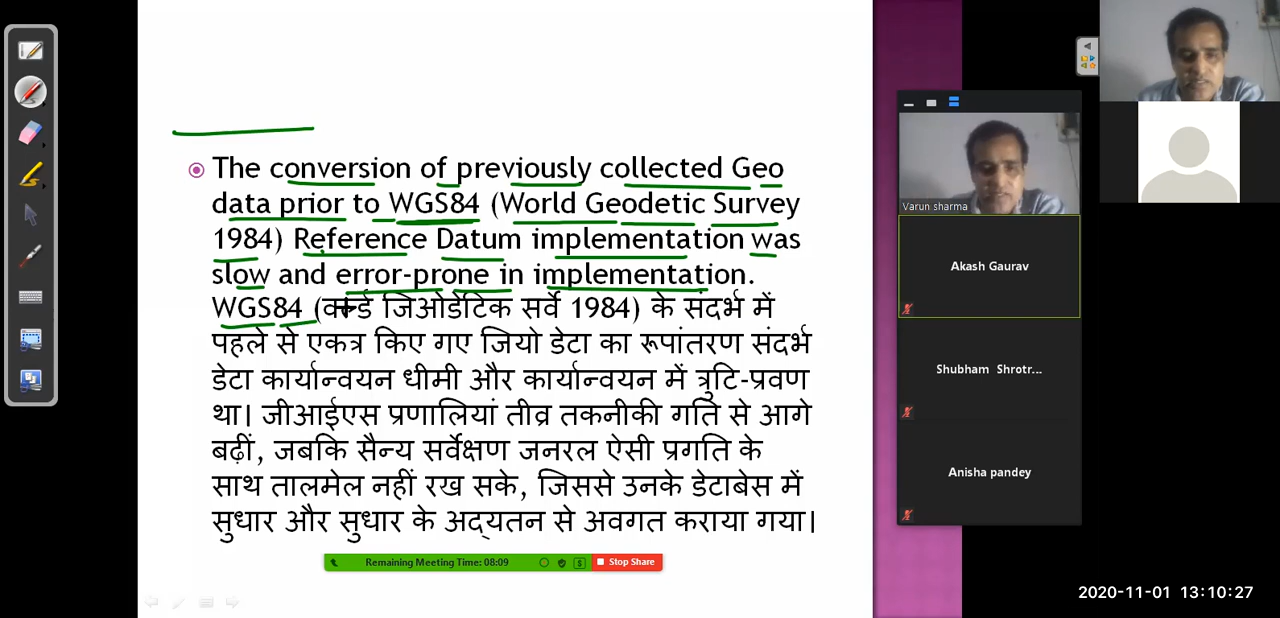 The conversion of previously collected Geo
data prior to WGS84 (World Geodetic Survey
1984) Reference Datum implementation was
slow and error-prone in implementation.
WGS84 (वर्ल्ड जिओडेटिक सर्वे 1984) के संदर्भ में
पहले से एकत्र किए गए जियो डेटा का रूपांतरण संदर्भ
डेटा कार्यान्वयन धीमी और कार्यान्वयन में त्रुटि-प्रवण
था। जीआईएस प्रणालियां तीव्र तकनीकी गति से आगे
बढ़ीं, जबकि सैन्य सर्वेक्षण जनरल ऐसी प्रगति के
साथ तालमेल नहीं रख सके, जिससे उनके डेटाबेस में
सुधार और सुधार के अद्यतन से अवगत कराया गया।
Remaining Meeting Time: 08:09
Stop Share
Varun sharma
Akash Gaurav
Shubham Shrotr...
Anisha pandey
2020-11-01 13:10:27